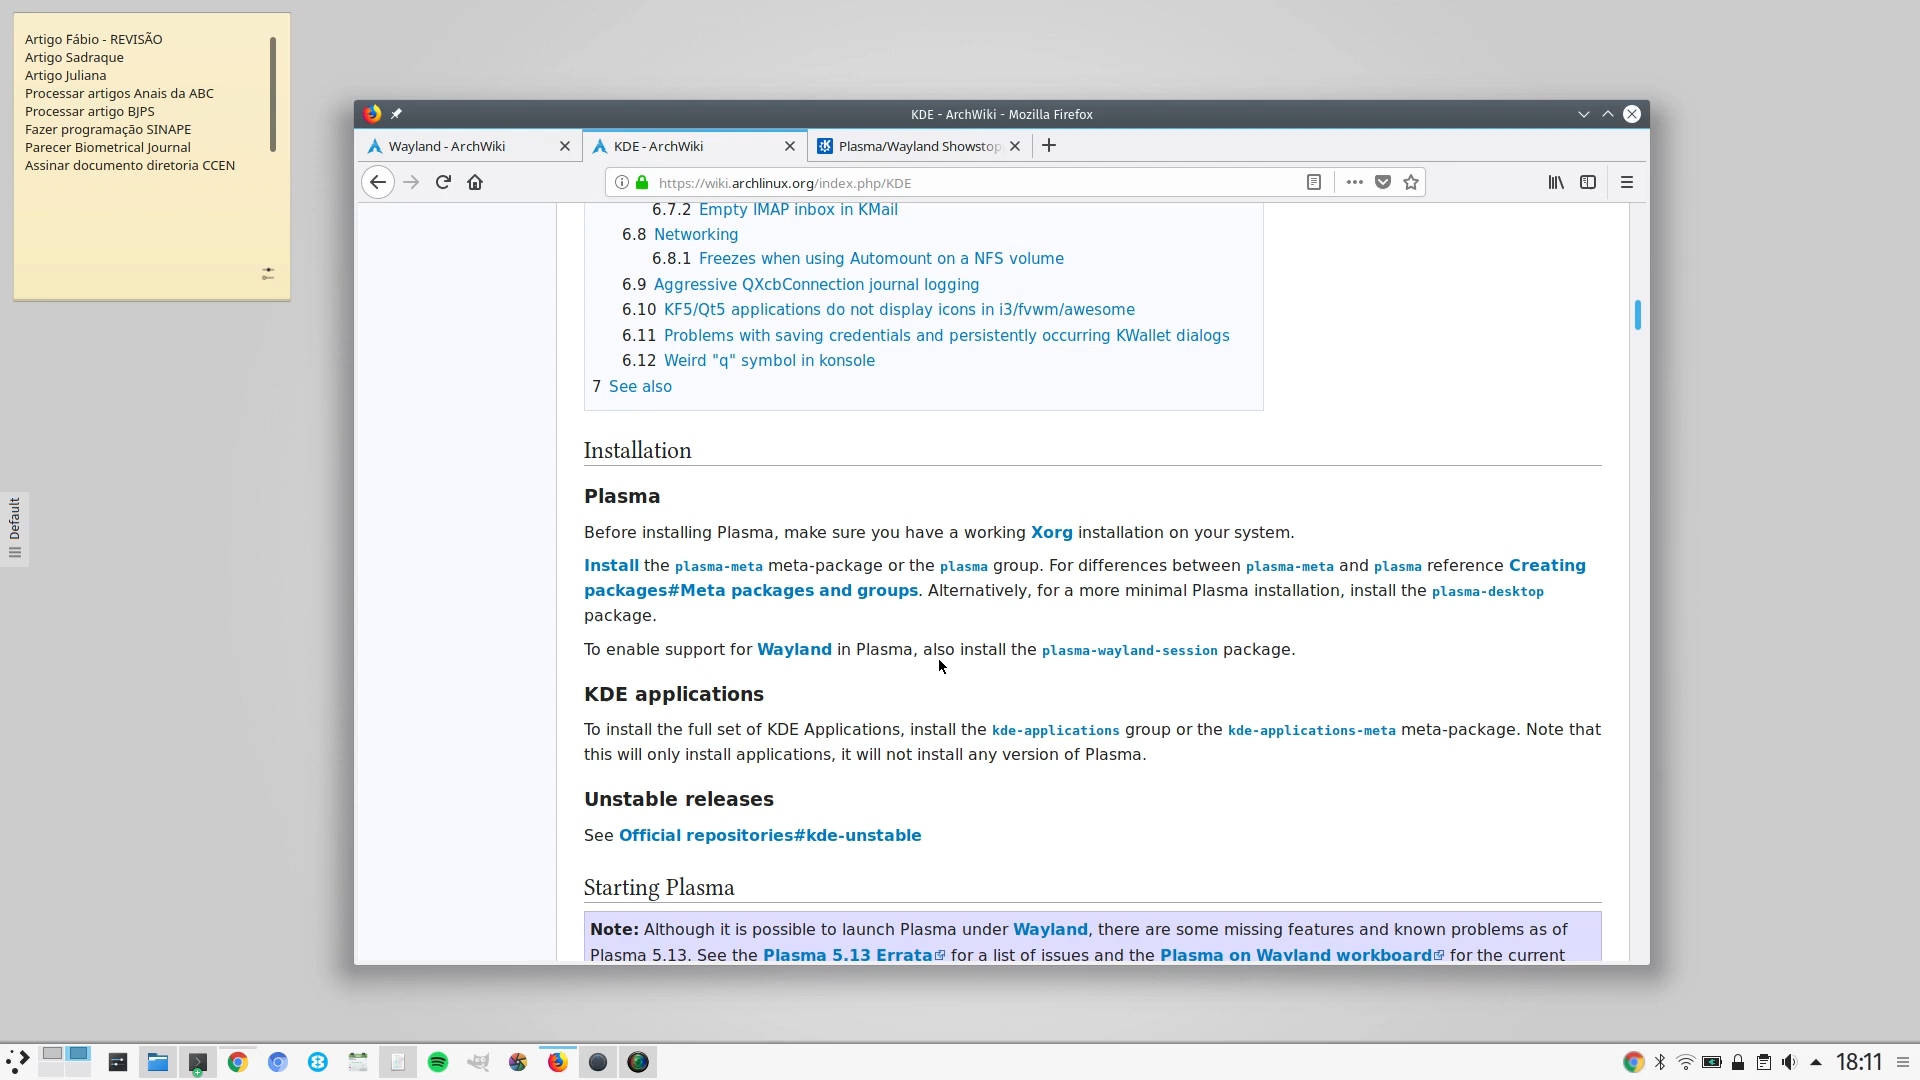 Artigo Fábio - REVISÃO
Artigo Sadraque
Artigo Juliana
Processar artigos Anais da ABC
Processar artigo BJPS
Fazer programação SINAPE
Parecer Biometrical Journal
Assinar documento diretoria CCEN
Default
KDE - ArchWiki - Mozilla Firefox
Wayland - ArchWiki
KDE - ArchWiki
Plasma/Wayland Showstop
https://wiki.archlinux.org/index.php/KDE
6.7.2 Empty IMAP inbox in KMail
6.8 Networking
6.8.1 Freezes when using Automount on a NFS volume
6.9 Aggressive QXcbConnection journal logging
6.10 KF5/Qt5 applications do not display icons in i3/fvwm/awesome
6.11 Problems with saving credentials and persistently occurring KWallet dialogs
6.12 Weird "q" symbol in konsole
7 See also
Installation
Plasma
Before installing Plasma, make sure you have a working Xorg installation on your system.
Install the plasma-meta meta-package or the plasma group. For differences between plasma-meta and plasma reference Creating
packages#Meta packages and groups. Alternatively, for a more minimal Plasma installation, install the plasma-desktop
package.
To enable support for Wayland in Plasma, also install the plasma-wayland-session package.
KDE applications
To install the full set of KDE Applications, install the kde-applications group or the kde-applications-meta meta-package. Note that
this will only install applications, it will not install any version of Plasma.
Unstable releases
See Official repositories#kde-unstable
Starting Plasma
Note: Although it is possible to launch Plasma under Wayland, there are some missing features and known problems as of
Plasma 5.13. See the Plasma 5.13 Errata for a list of issues and the Plasma on Wayland workboard for the current
18:11